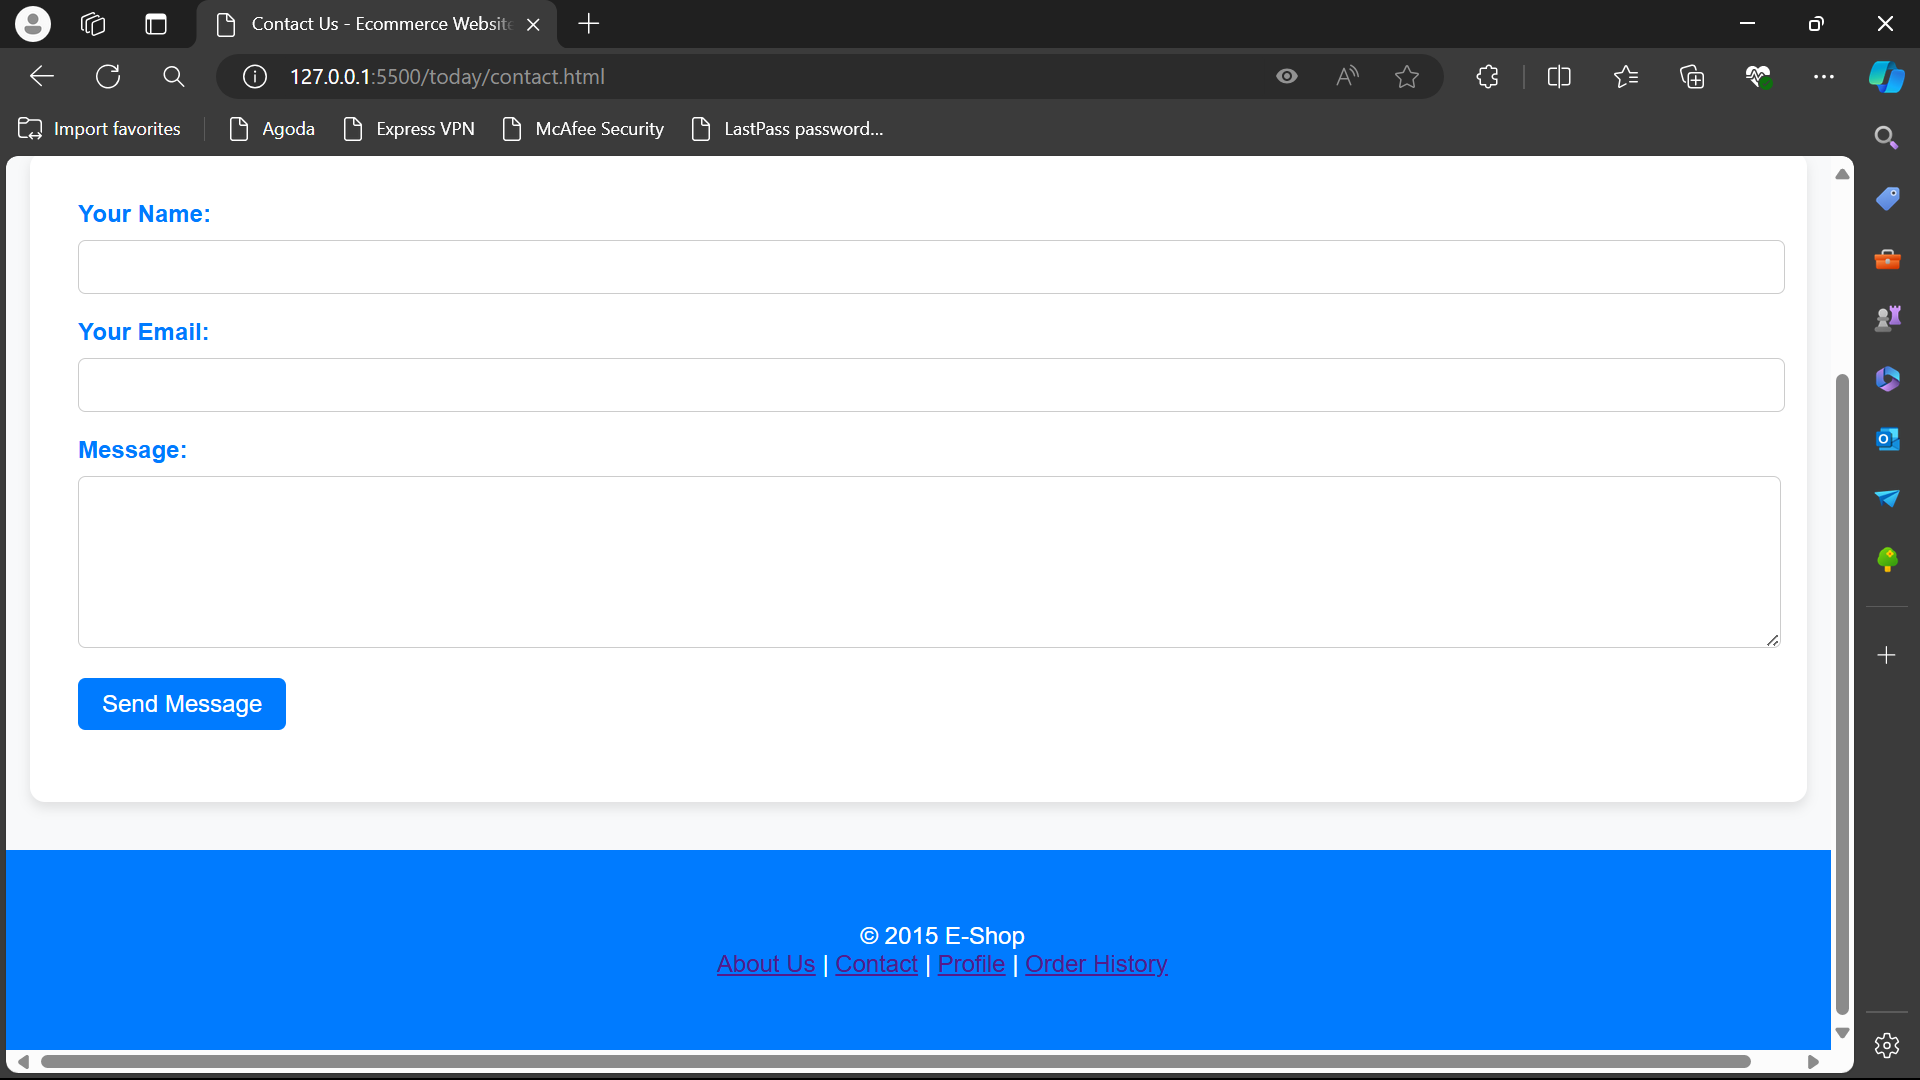 Contact Us - Ecommerce Website
127.0.0.1:5500/today/contact.html
Import favorites
Agoda
Express VPN
McAfee Security
LastPass password...
Your Name:
Your Email:
Message:
Send Message
© 2015 E-Shop
About Us | Contact | Profile | Order History